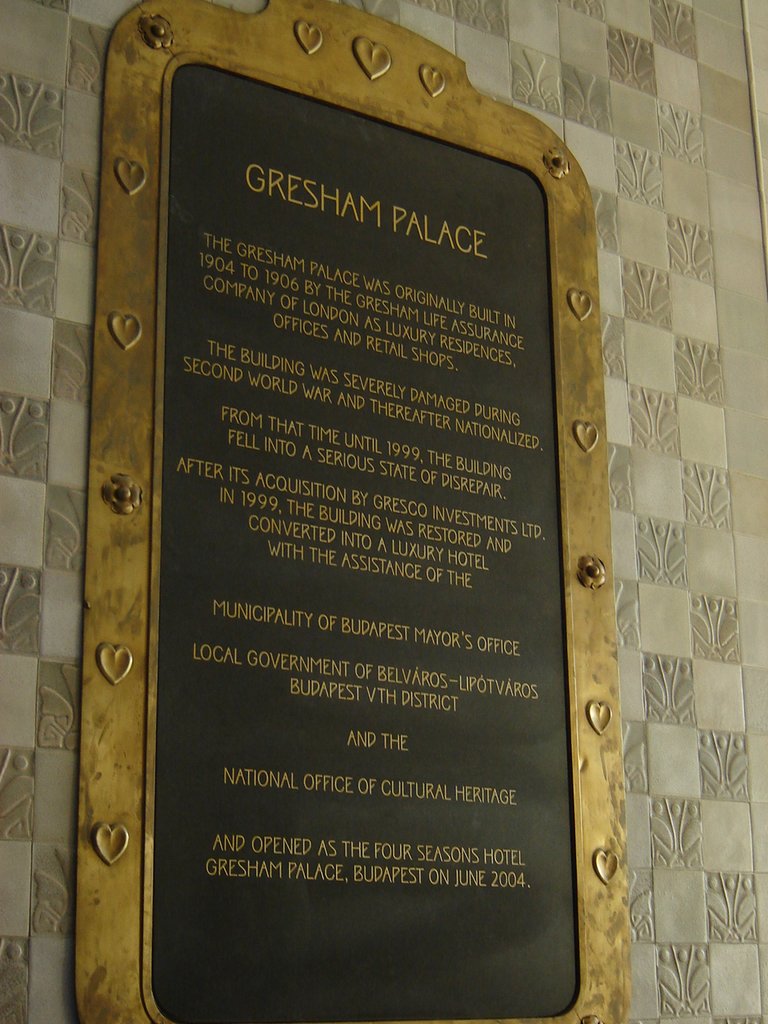 GRESHAM PALACE
THE GRESHAM PALACE WAS ORIGINALLY BUILT IN
1904 TO 1906 BY THE GRESHAM LIFE ASSURANCE
COMPANY OF LONDON AS LUXURY RESIDENCES,
OFFICES AND RETAIL SHOPS.
THE BUILDING WAS SEVERELY DAMAGED DURING
SECOND WORLD WAR AND THEREAFTER NATIONALIZED.
FROM THAT TIME UNTIL 1999, THE BUILDING
FELL INTO A SERIOUS STATE OF DISREPAIR.
AFTER ITS ACQUISITION BY GRESCO INVESTMENTS LTD.
IN 1999, THE BUILDING WAS RESTORED AND
CONVERTED INTO A LUXURY HOTEL
WITH THE ASSISTANCE OF THE
MUNICIPALITY OF BUDAPEST MAYOR'S OFFICE
LOCAL GOVERNMENT OF BELVÁROS-LIPÓTVÁROS
BUDAPEST VTH DISTRICT
AND THE
NATIONAL OFFICE OF CULTURAL HERITAGE
AND OPENED AS THE FOUR SEASONS HOTEL
GRESHAM PALACE, BUDAPEST ON JUNE 2004.